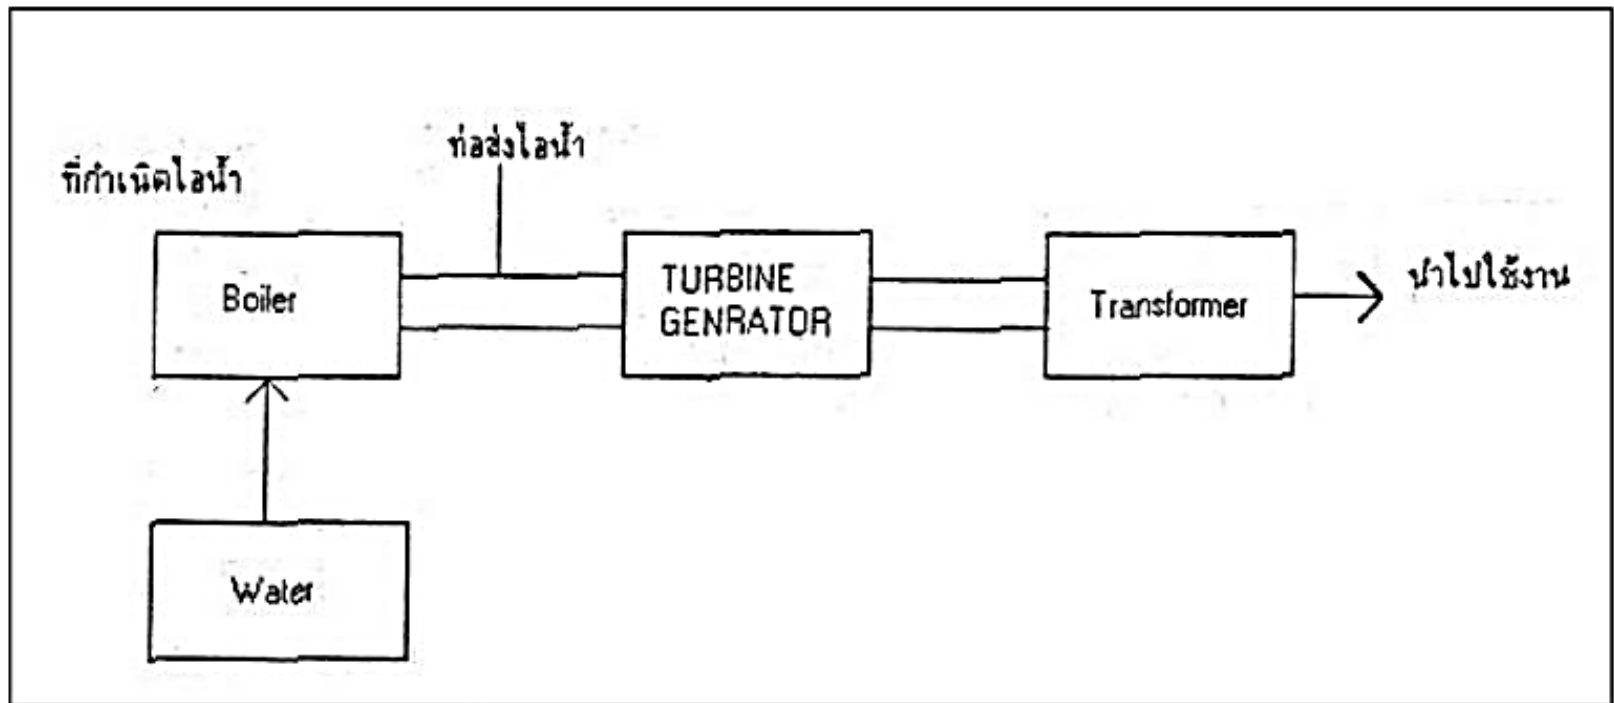 ท่อส่งไอน้ำ
ที่กำเนิดไอน้ำ
Boiler
TURBINE
GENRATOR
Transformer
นำไปใช้งาน
Water